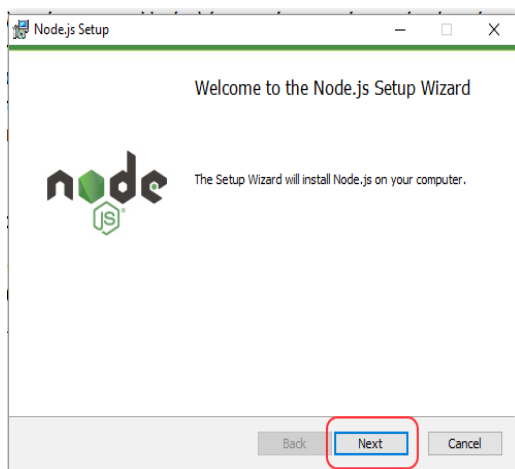 Node.js Setup
Welcome to the Node.js Setup Wizard
node
JS
The Setup Wizard will install Node.js on your computer.
Back
Next
Cancel